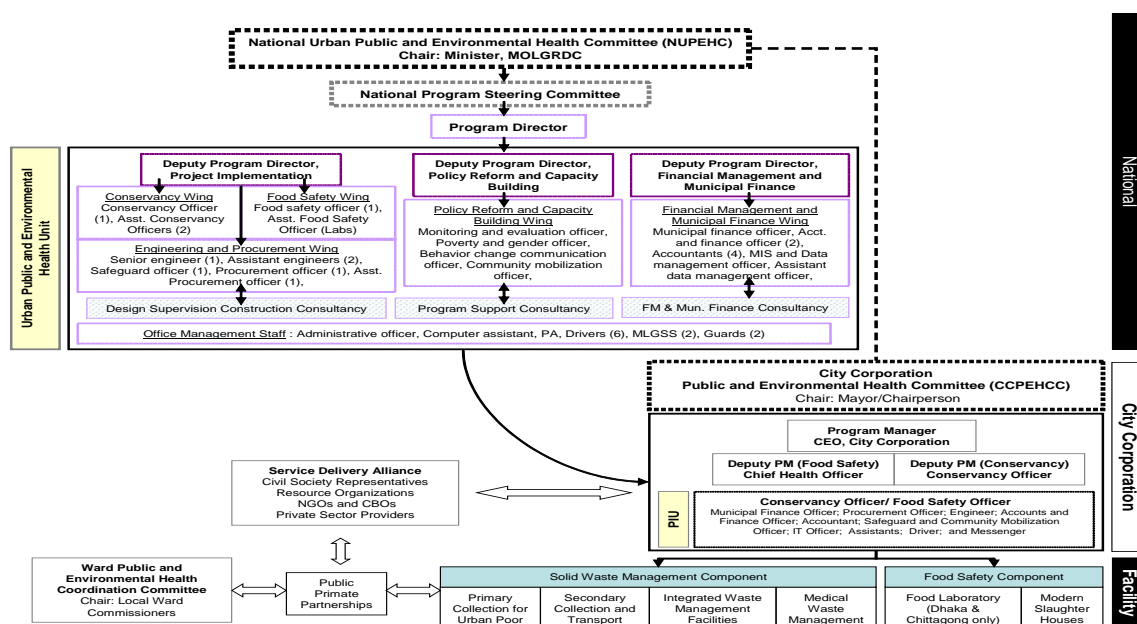 National Urban Public and Environmental Health Committee (NUPEHC)
Chair: Minister, MOLGRDC
National Program Steering Committee
Program Director
National
Urban Public and Environmental
Health Unit
Deputy Program Director,
Project Implementation
Deputy Program Director,
Policy Reform and Capacity
Building
Deputy Program Director,
Financial Management and
Municipal Finance
Conservancy Wing
Conservancy Officer
(1), Asst. Conservancy
Officers (2)
Food Safety Wing
Food safety officer (1),
Asst. Food Safety
Officer (Labs)
Engineering and Procurement Wing
Senior engineer (1), Assistant engineers (2),
Safeguard officer (1), Procurement officer (1), Asst.
Procurement officer (1),
Policy Reform and Capacity
Building Wing
Monitoring and evaluation officer,
Poverty and gender officer,
Behavior change communication
officer, Community mobilization
officer,
Financial Management and
Municipal Finance Wing
Municipal finance officer, Acct.
and finance officer (2),
Accountants (4), MIS and Data
management officer, Assistant
data management officer,
Design Supervision Construction Consultancy
Program Support Consultancy
FM & Mun. Finance Consultancy
Office Management Staff : Administrative officer, Computer assistant, PA, Drivers (6), MLGSS (2), Guards (2)
City Corporation
Public and Environmental Health Committee (CCPEHCC)
Chair: Mayor/Chairperson
City Corporation
Program Manager
CEO, City Corporation
Deputy PM (Food Safety)
Chief Health Officer
Deputy PM (Conservancy)
Conservancy Officer
PIU
Conservancy Officer/ Food Safety Officer
Municipal Finance Officer; Procurement Officer; Engineer; Accounts and
Finance Officer; Accountant; Safeguard and Community Mobilization
Officer; IT Officer; Assistants; Driver; and Messenger
Service Delivery Alliance
Civil Society Representatives
Resource Organizations
NGOs and CBOs
Private Sector Providers
Ward Public and
Environmental Health
Coordination Committee
Chair: Local Ward
Commissioners
Public
Primate
Partnerships
Solid Waste Management Component
Food Safety Component
Facility
Primary
Collection for
Urban Poor
Secondary
Collection and
Transport
Integrated Waste
Management
Facilities
Medical
Waste
Management
Food Laboratory
(Dhaka &
Chittagong only)
Modern
Slaughter
Houses